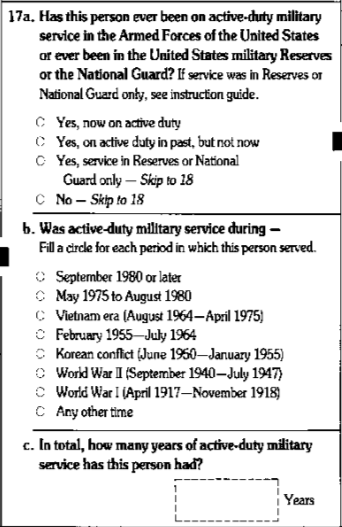 17a. Has this person ever been on active-duty military
service in the Armed Forces of the United States
or ever been in the United States military Reserves
or the National Guard? If service was in Reserves or
National Guard only, see instruction guide.
Yes, now on active duty
Yes, on active duty in past, but not now
Yes, service in Reserves or National
Guard only — Skip to 18
No — Skip to 18
b. Was active-duty military service during —
Fill a circle for each period in which this person served.
September 1980 or later
May 1975 to August 1980
Vietnam era (August 1964—April 1975)
February 1955—July 1964
Korean conflict (June 1950—January 1955)
World War II (September 1940—July 1947)
World War I (April 1917—November 1918)
Any other time
c. In total, how many years of active-duty military
service has this person had?
Years